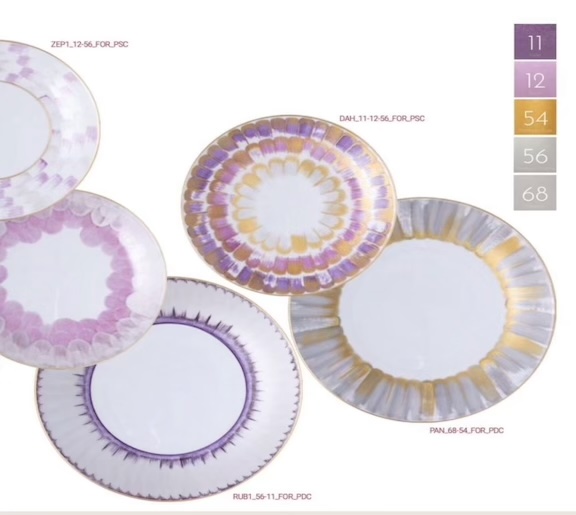 ZEP1_12-56_FOR_PSC
DAH_11-12-56_FOR_PSC
11
12
54
56
68
PAN_68-54_FOR_PDC
RUB1_56-11_FOR_PDC